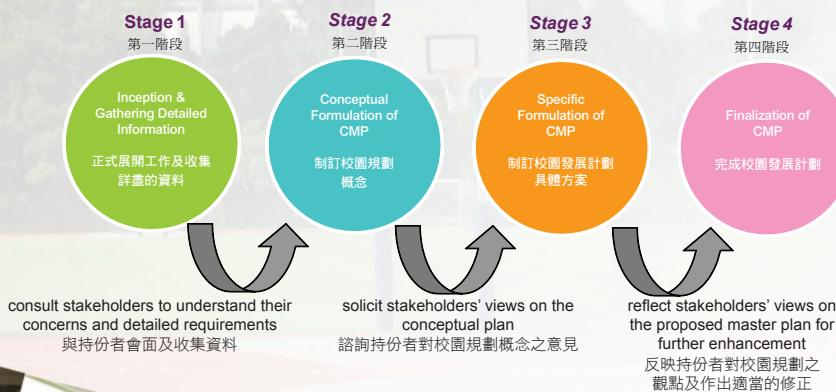 Stage 1
第一階段
Inception &
Gathering Detailed
Information
正式展開工作及收集
詳盡的資料
Stage 2
第二階段
Conceptual
Formulation of
CMP
制訂校園規劃
概念
Stage 3
第三階段
Specific
Formulation of
CMP
制訂校園發展計劃
具體方案
Stage 4
第四階段
Finalization of
CMP
完成校園發展計劃
consult stakeholders to understand their
concerns and detailed requirements
與持份者會面及收集資料
solicit stakeholders' views on the
conceptual plan
諮詢持份者對校園規劃概念之意見
reflect stakeholders' views on
the proposed master plan for
further enhancement
反映持份者對校園規劃之
觀點及作出適當的修正